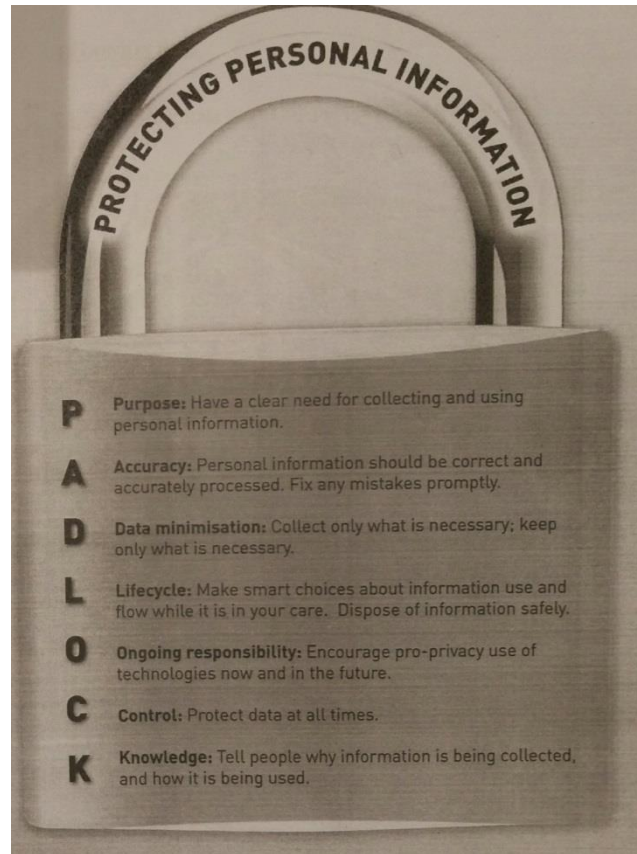 PROTECTING PERSONAL INFORMATION
P Purpose: Have a clear need for collecting and using
personal information.
A Accuracy: Personal information should be correct and
accurately processed. Fix any mistakes promptly.
D Data minimisation: Collect only what is necessary; keep
only what is necessary.
L Lifecycle: Make smart choices about information use and
flow while it is in your care. Dispose of information safely.
O Ongoing responsibility: Encourage pro-privacy use of
technologies now and in the future.
C Control: Protect data at all times.
K Knowledge: Tell people why information is being collected,
and how it is being used.